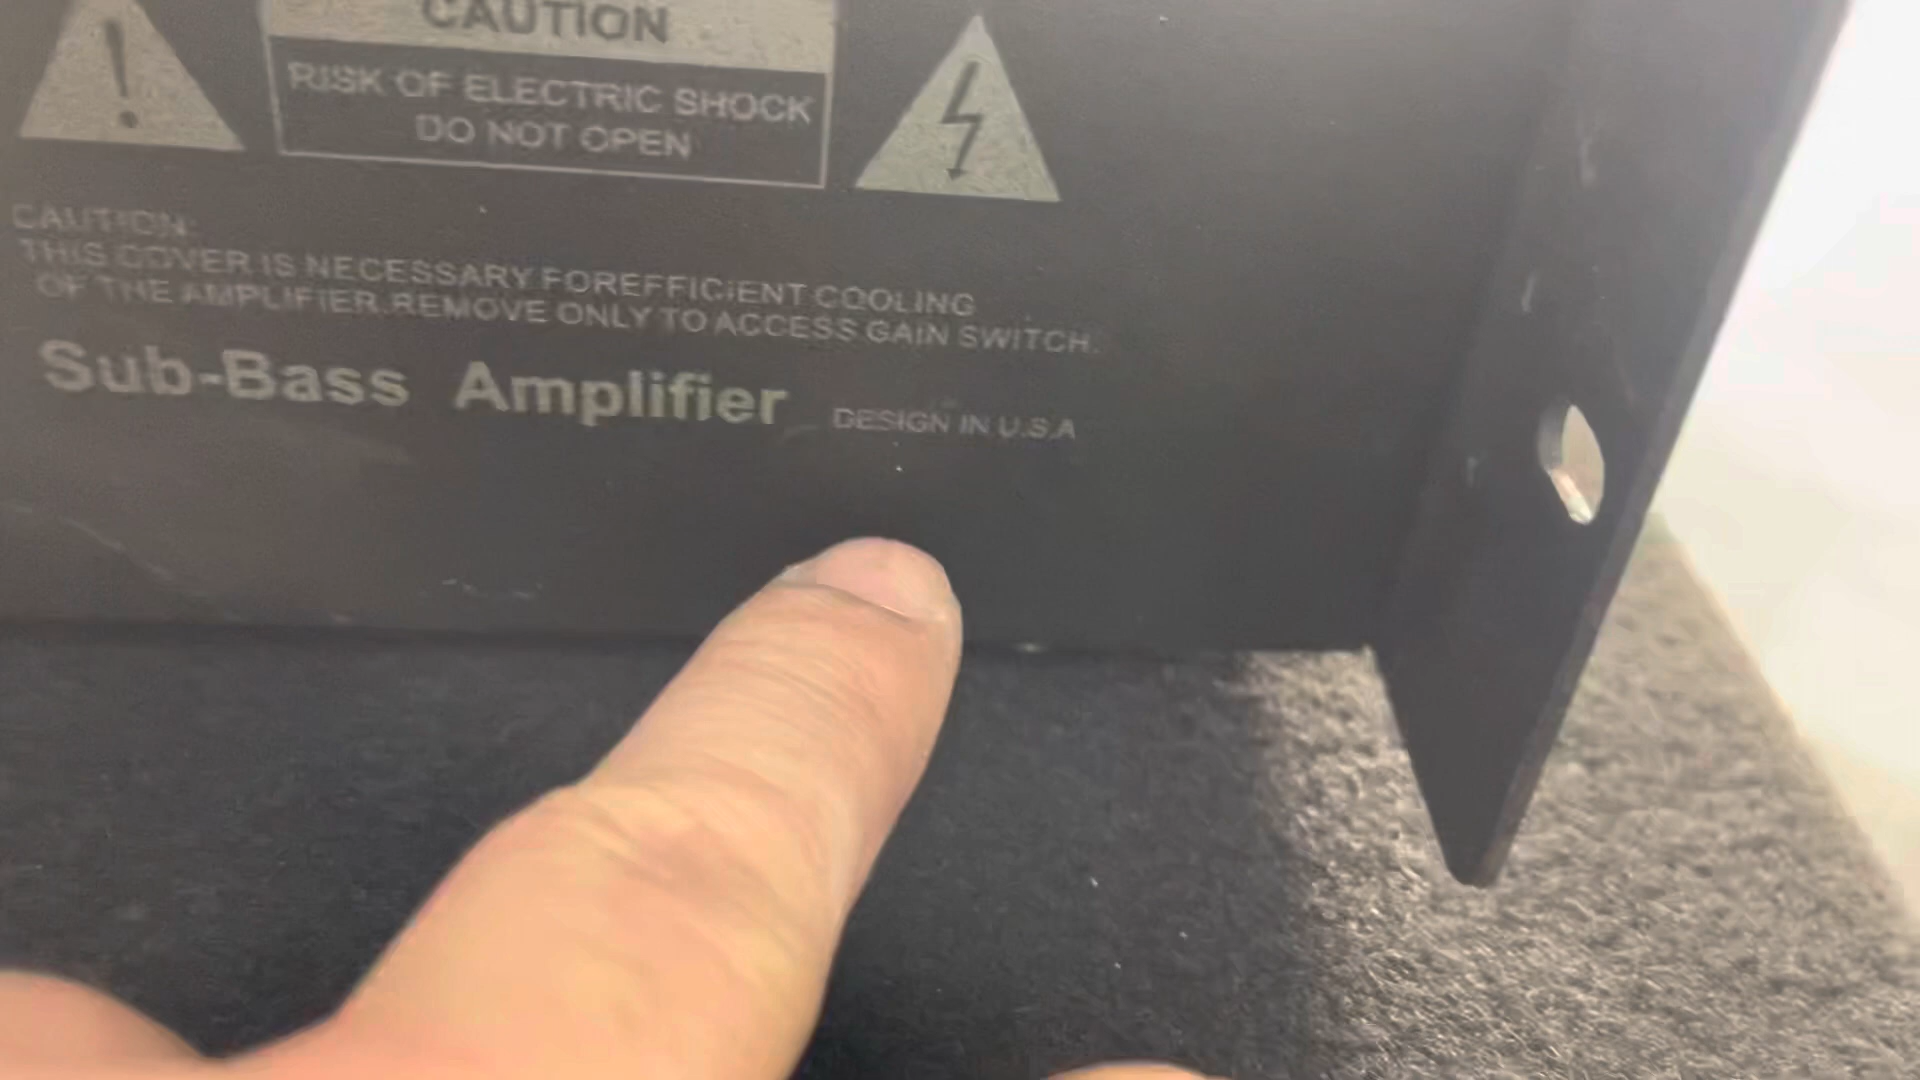 CAUTION
RISK OF ELECTRIC SHOCK
DO NOT OPEN
CAUTION:
THIS COVER IS NECESSARY FOREFFICIENT COOLING
OF THE AMPLIFIER.REMOVE ONLY TO ACCESS GAIN SWITCH.
Sub-Bass Amplifier DESIGN IN U.S.A